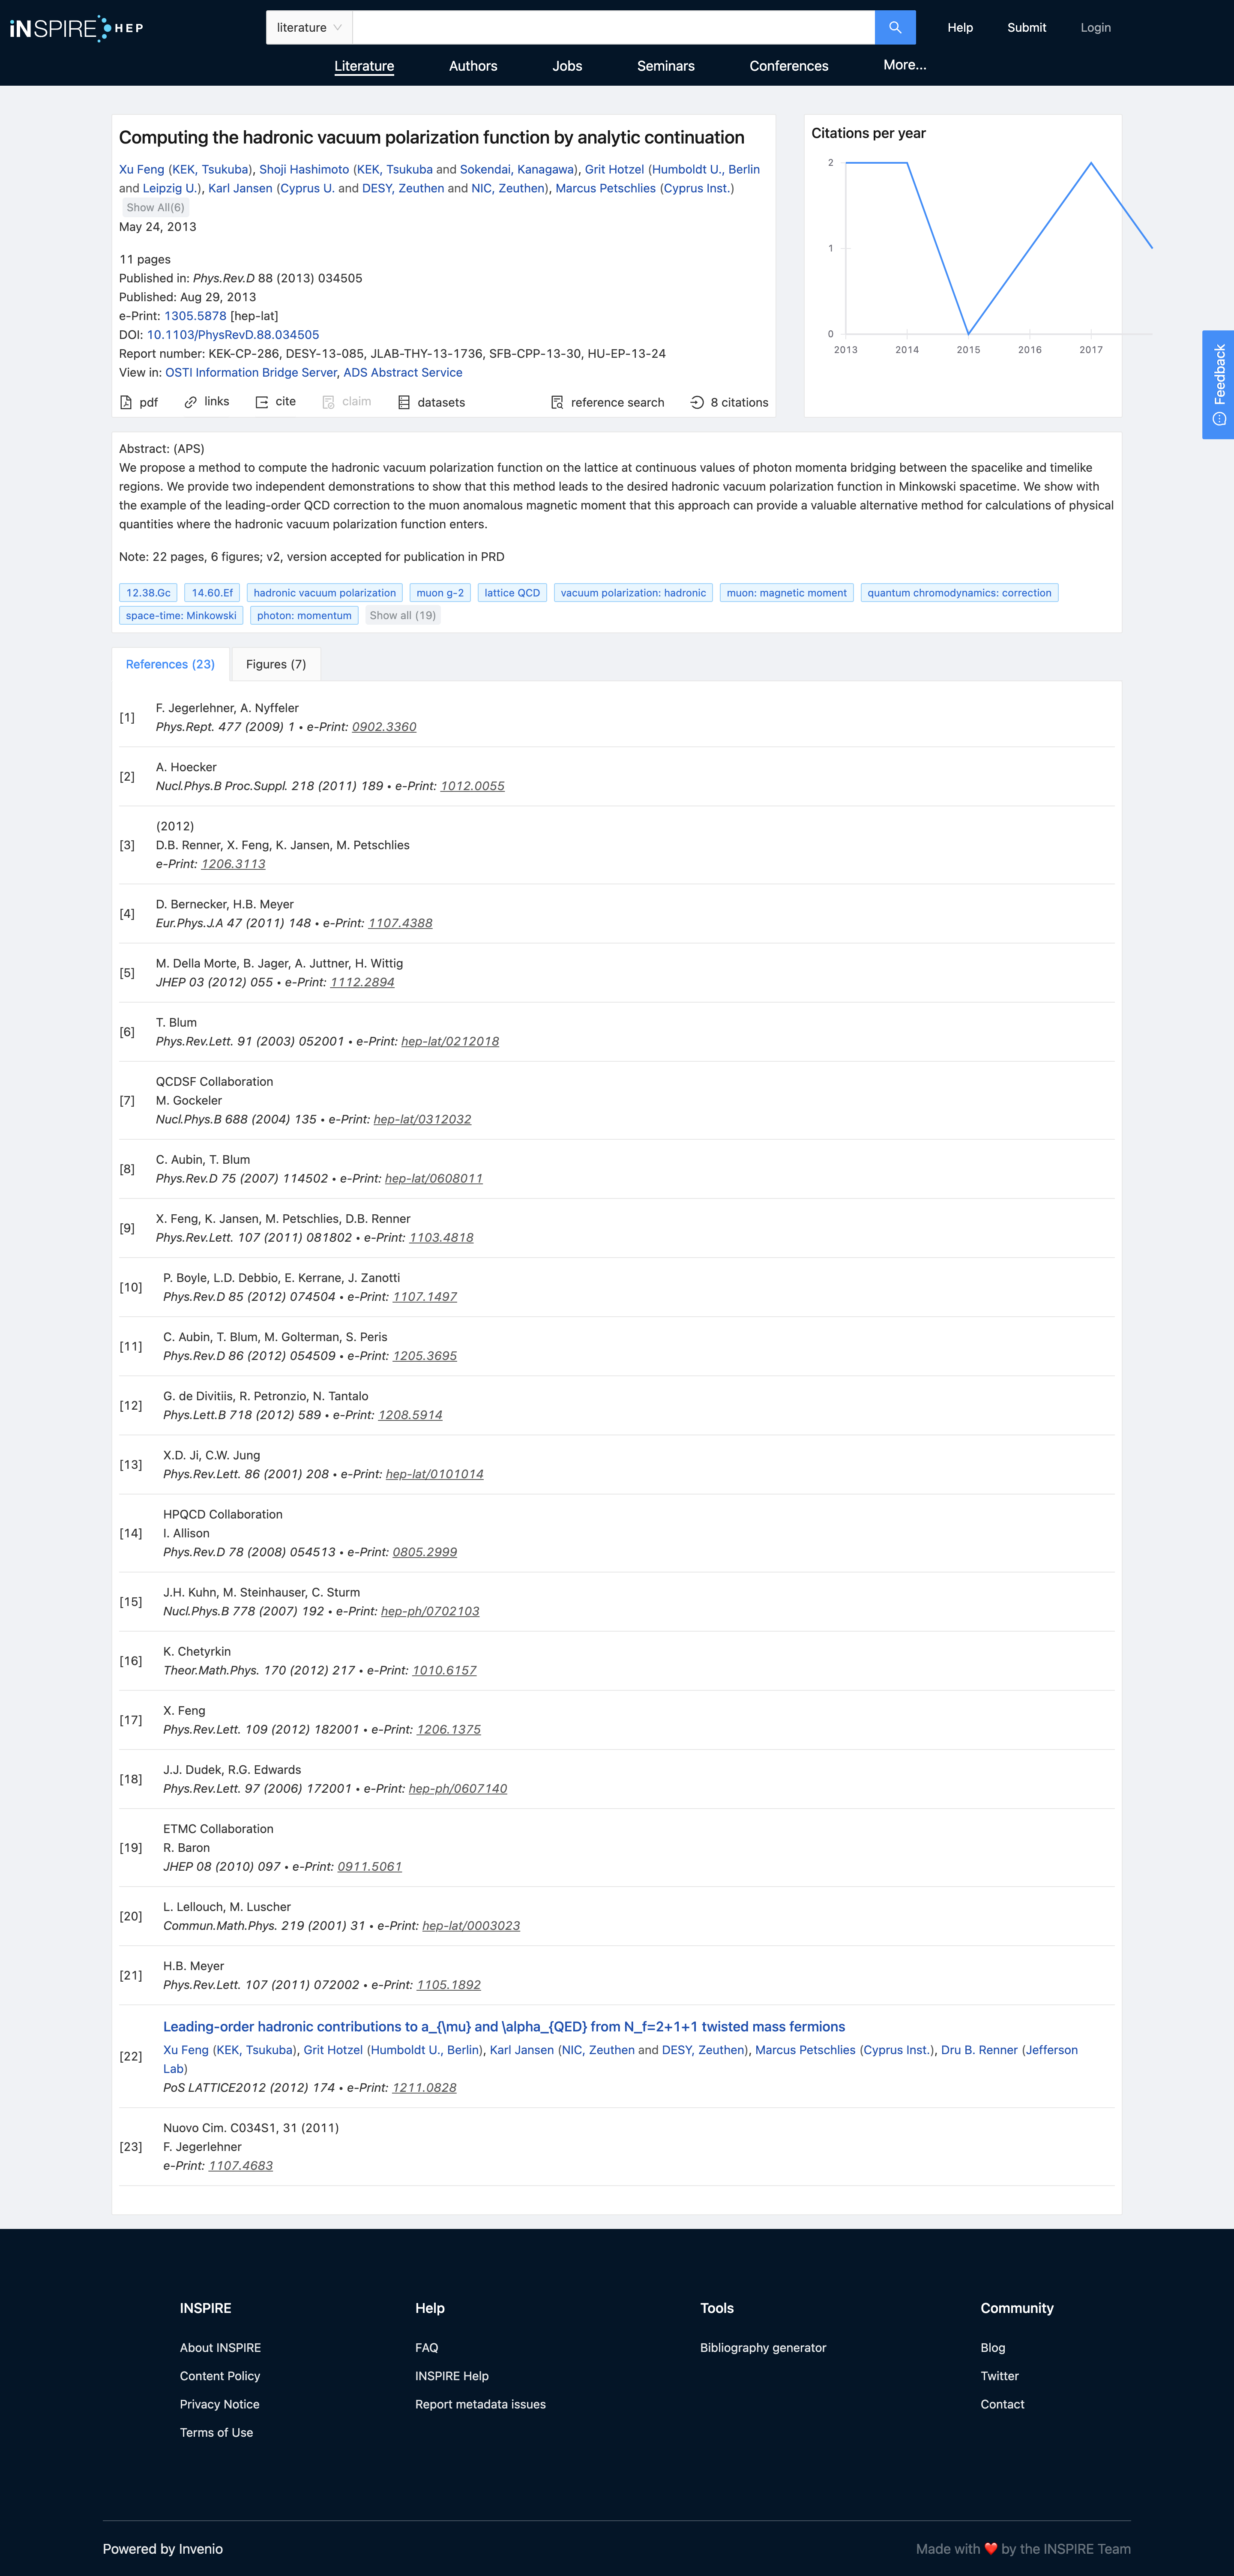 iNSPIRE HEP
literature
Help
Submit
Login
Literature
Authors
Jobs
Seminars
Conferences
More...
Computing the hadronic vacuum polarization function by analytic continuation
Xu Feng (KEK, Tsukuba), Shoji Hashimoto (KEK, Tsukuba and Sokendai, Kanagawa), Grit Hotzel (Humboldt U., Berlin
and Leipzig U.), Karl Jansen (Cyprus U. and DESY, Zeuthen and NIC, Zeuthen), Marcus Petschlies (Cyprus Inst.)
Show All(6)
May 24, 2013
11 pages
Published in: Phys.Rev.D 88 (2013) 034505
Published: Aug 29, 2013
e-Print: 1305.5878 [hep-lat]
DOI: 10.1103/PhysRevD.88.034505
Report number: KEK-CP-286, DESY-13-085, JLAB-THY-13-1736, SFB-CPP-13-30, HU-EP-13-24
View in: OSTI Information Bridge Server, ADS Abstract Service
pdf
links
cite
claim
datasets
reference search
8 citations
Citations per year
2
1
0
2013
2014
2015
2016
2017
Feedback
Abstract: (APS)
We propose a method to compute the hadronic vacuum polarization function on the lattice at continuous values of photon momenta bridging between the spacelike and timelike
regions. We provide two independent demonstrations to show that this method leads to the desired hadronic vacuum polarization function in Minkowski spacetime. We show with
the example of the leading-order QCD correction to the muon anomalous magnetic moment that this approach can provide a valuable alternative method for calculations of physical
quantities where the hadronic vacuum polarization function enters.
Note: 22 pages, 6 figures; v2, version accepted for publication in PRD
12.38.Gc
14.60.Ef
hadronic vacuum polarization
muon g-2
lattice QCD
vacuum polarization: hadronic
muon: magnetic moment
quantum chromodynamics: correction
space-time: Minkowski
photon: momentum
Show all (19)
References (23)
Figures (7)
[1]
F. Jegerlehner, A. Nyffeler
Phys.Rept. 477 (2009) 1 • e-Print: 0902.3360
[2]
A. Hoecker
Nucl.Phys.B Proc.Suppl. 218 (2011) 189 • e-Print: 1012.0055
[3]
(2012)
D.B. Renner, X. Feng, K. Jansen, M. Petschlies
e-Print: 1206.3113
[4]
D. Bernecker, H.B. Meyer
Eur.Phys.J.A 47 (2011) 148 • e-Print: 1107.4388
[5]
M. Della Morte, B. Jager, A. Juttner, H. Wittig
JHEP 03 (2012) 055 • e-Print: 1112.2894
[6]
T. Blum
Phys.Rev.Lett. 91 (2003) 052001 • e-Print: hep-lat/0212018
[7]
QCDSF Collaboration
M. Gockeler
Nucl.Phys.B 688 (2004) 135 • e-Print: hep-lat/0312032
[8]
C. Aubin, T. Blum
Phys.Rev.D 75 (2007) 114502 • e-Print: hep-lat/0608011
[9]
X. Feng, K. Jansen, M. Petschlies, D.B. Renner
Phys.Rev.Lett. 107 (2011) 081802 • e-Print: 1103.4818
[10]
P. Boyle, L.D. Debbio, E. Kerrane, J. Zanotti
Phys.Rev.D 85 (2012) 074504 • e-Print: 1107.1497
[11]
C. Aubin, T. Blum, M. Golterman, S. Peris
Phys.Rev.D 86 (2012) 054509 • e-Print: 1205.3695
[12]
G. de Divitiis, R. Petronzio, N. Tantalo
Phys.Lett.B 718 (2012) 589 • e-Print: 1208.5914
[13]
X.D. Ji, C.W. Jung
Phys.Rev.Lett. 86 (2001) 208 • e-Print: hep-lat/0101014
[14]
HPQCD Collaboration
I. Allison
Phys.Rev.D 78 (2008) 054513 • e-Print: 0805.2999
[15]
J.H. Kuhn, M. Steinhauser, C. Sturm
Nucl.Phys.B 778 (2007) 192 • e-Print: hep-ph/0702103
[16]
K. Chetyrkin
Theor.Math.Phys. 170 (2012) 217 • e-Print: 1010.6157
[17]
X. Feng
Phys.Rev.Lett. 109 (2012) 182001 • e-Print: 1206.1375
[18]
J.J. Dudek, R.G. Edwards
Phys.Rev.Lett. 97 (2006) 172001 • e-Print: hep-ph/0607140
[19]
ETMC Collaboration
R. Baron
JHEP 08 (2010) 097 • e-Print: 0911.5061
[20]
L. Lellouch, M. Luscher
Commun.Math.Phys. 219 (2001) 31 • e-Print: hep-lat/0003023
[21]
H.B. Meyer
Phys.Rev.Lett. 107 (2011) 072002 • e-Print: 1105.1892
[22]
Leading-order hadronic contributions to a_{\mu} and \alpha_{QED} from N_f=2+1+1 twisted mass fermions
Xu Feng (KEK, Tsukuba), Grit Hotzel (Humboldt U., Berlin), Karl Jansen (NIC, Zeuthen and DESY, Zeuthen), Marcus Petschlies (Cyprus Inst.), Dru B. Renner (Jefferson
Lab)
PoS LATTICE2012 (2012) 174 • e-Print: 1211.0828
[23]
Nuovo Cim. C034S1, 31 (2011)
F. Jegerlehner
e-Print: 1107.4683
INSPIRE
About INSPIRE
Content Policy
Privacy Notice
Terms of Use
Help
FAQ
INSPIRE Help
Report metadata issues
Tools
Bibliography generator
Community
Blog
Twitter
Contact
Powered by Invenio
Made with ❤ by the INSPIRE Team